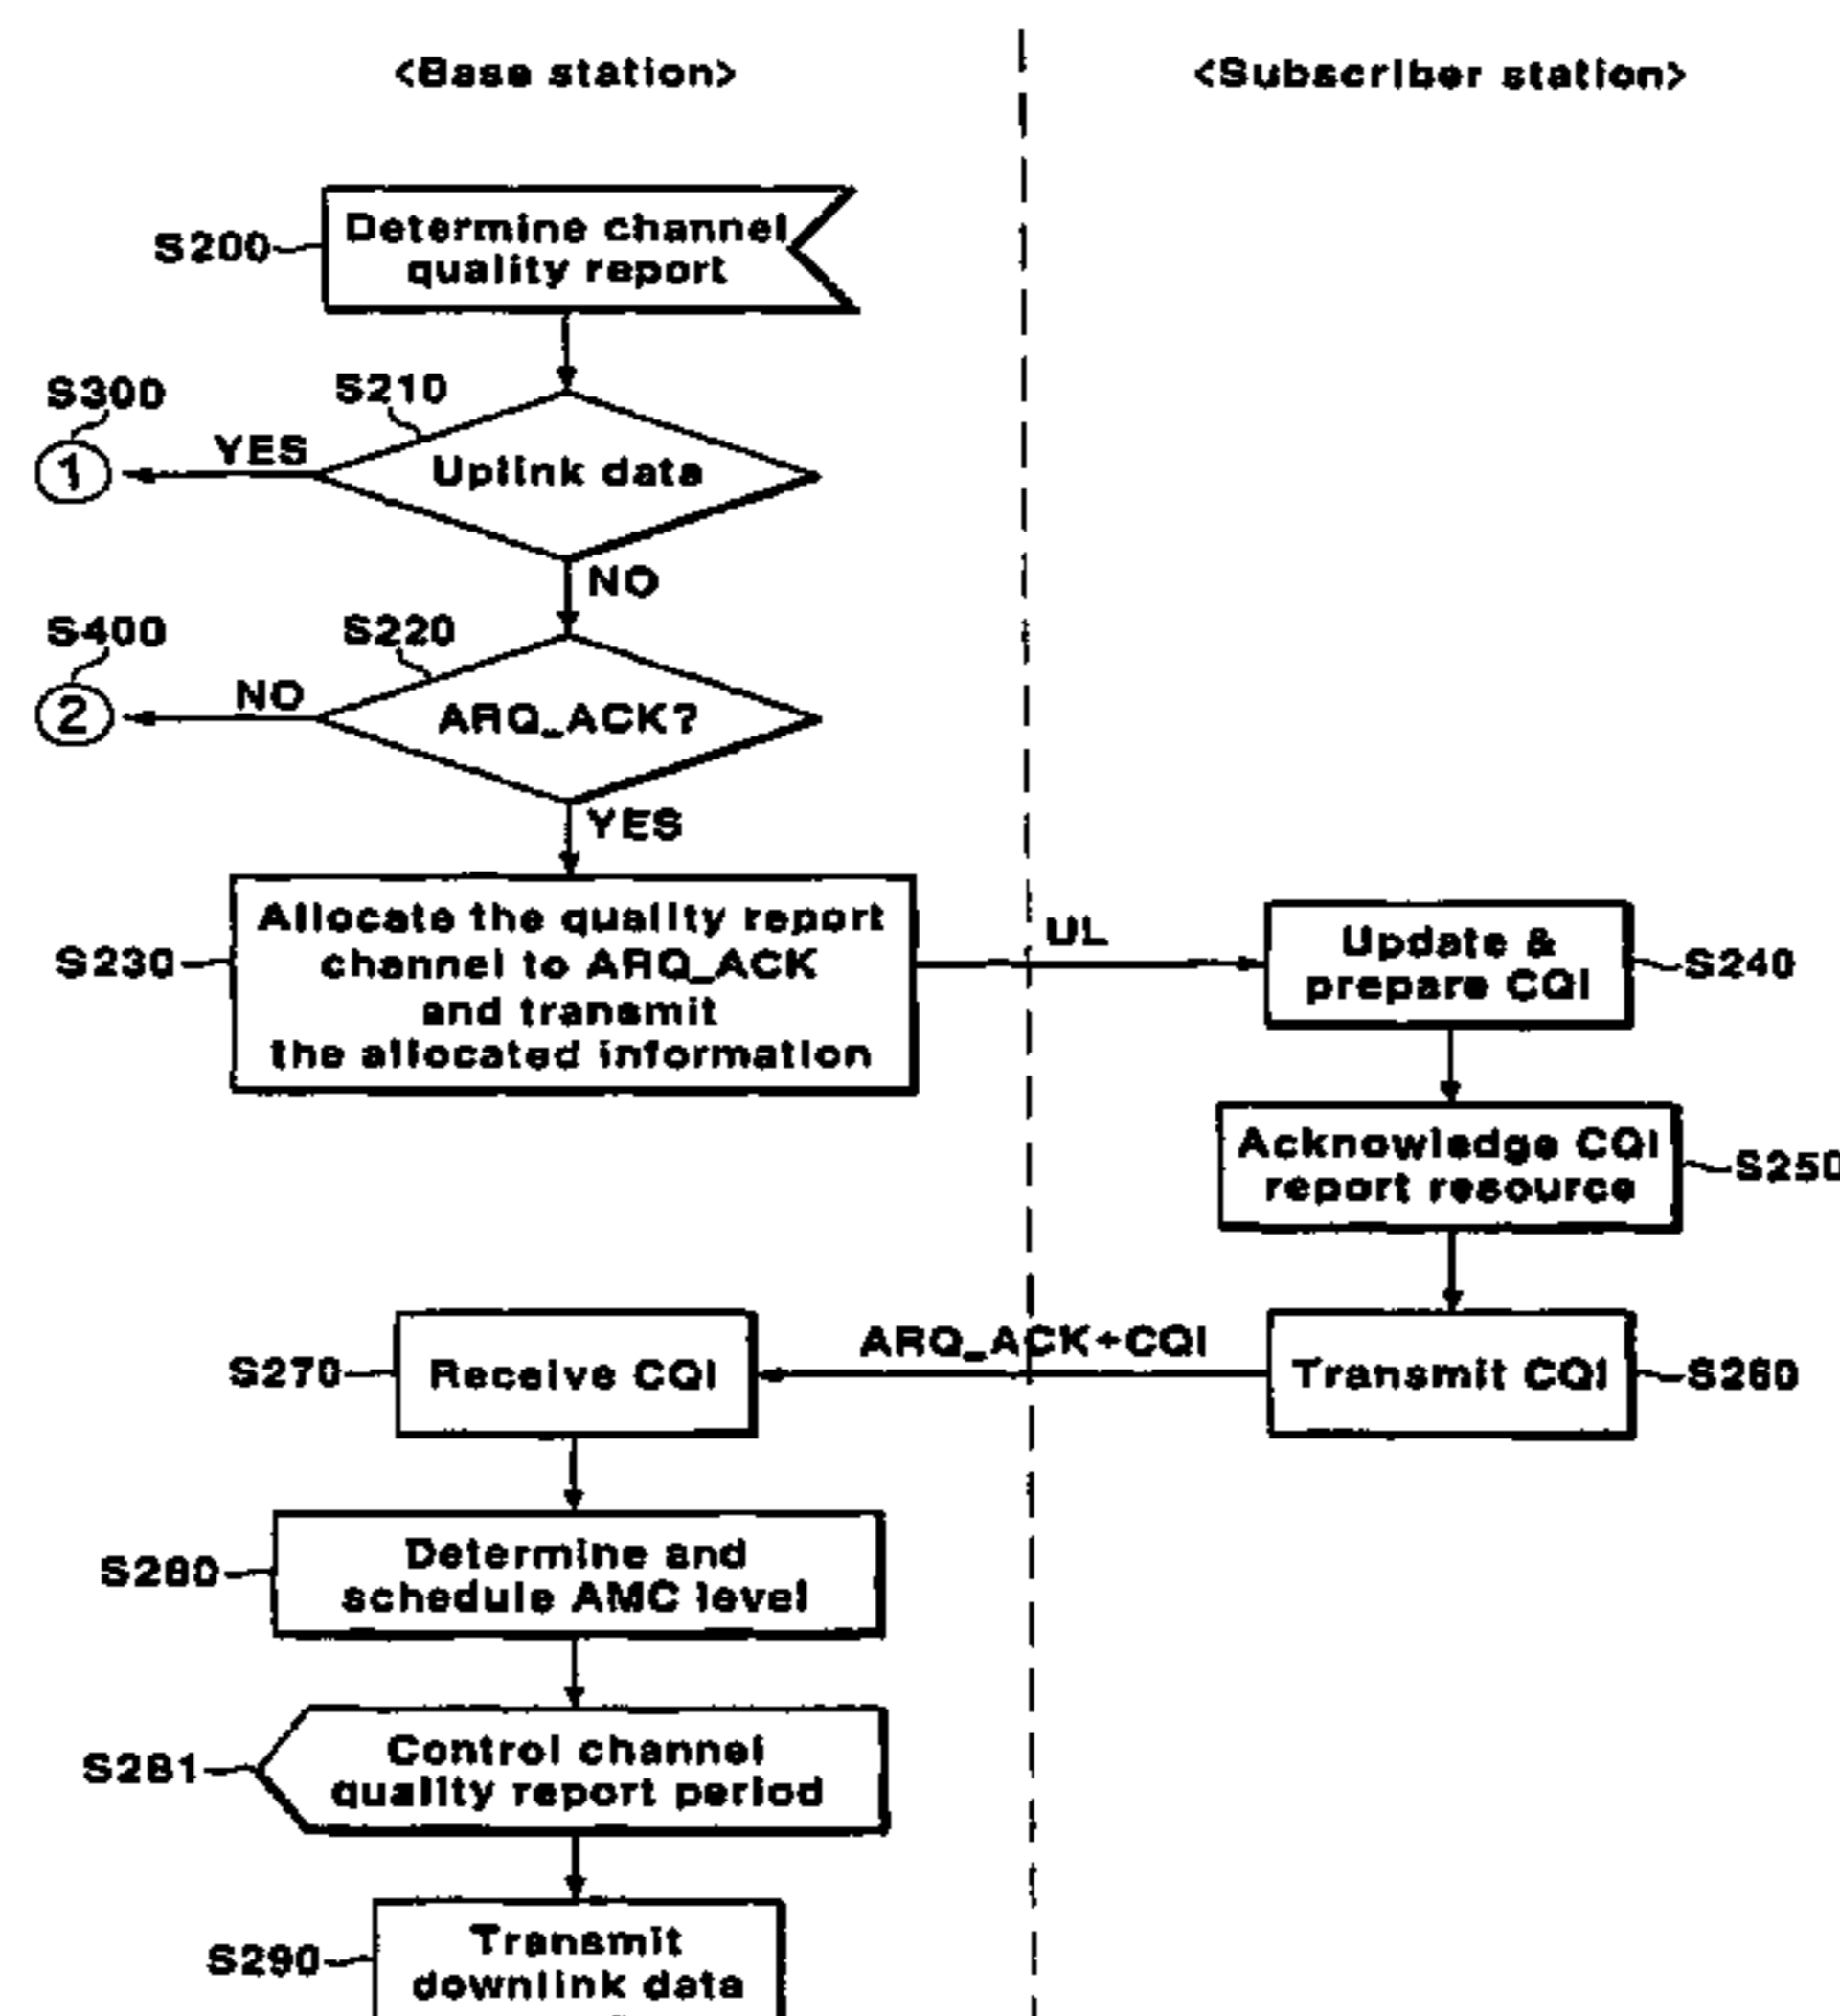 <Base station>
<Subscriber station>
S200
Determine channel
quality report
S300
S210
1
YES
Uplink data
NO
S400
S220
2
NO
ARQ_ACK?
YES
S230
Allocate the quality report
channel to ARQ_ACK
and transmit
the allocated information
UL
Update &
prepare CQI
S240
Acknowledge CQI
report resource
S250
S270
Receive CQI
ARQ_ACK+CQI
Transmit CQI
S260
S280
Determine and
schedule AMC level
S281
Control channel
quality report period
S290
Transmit
downlink data